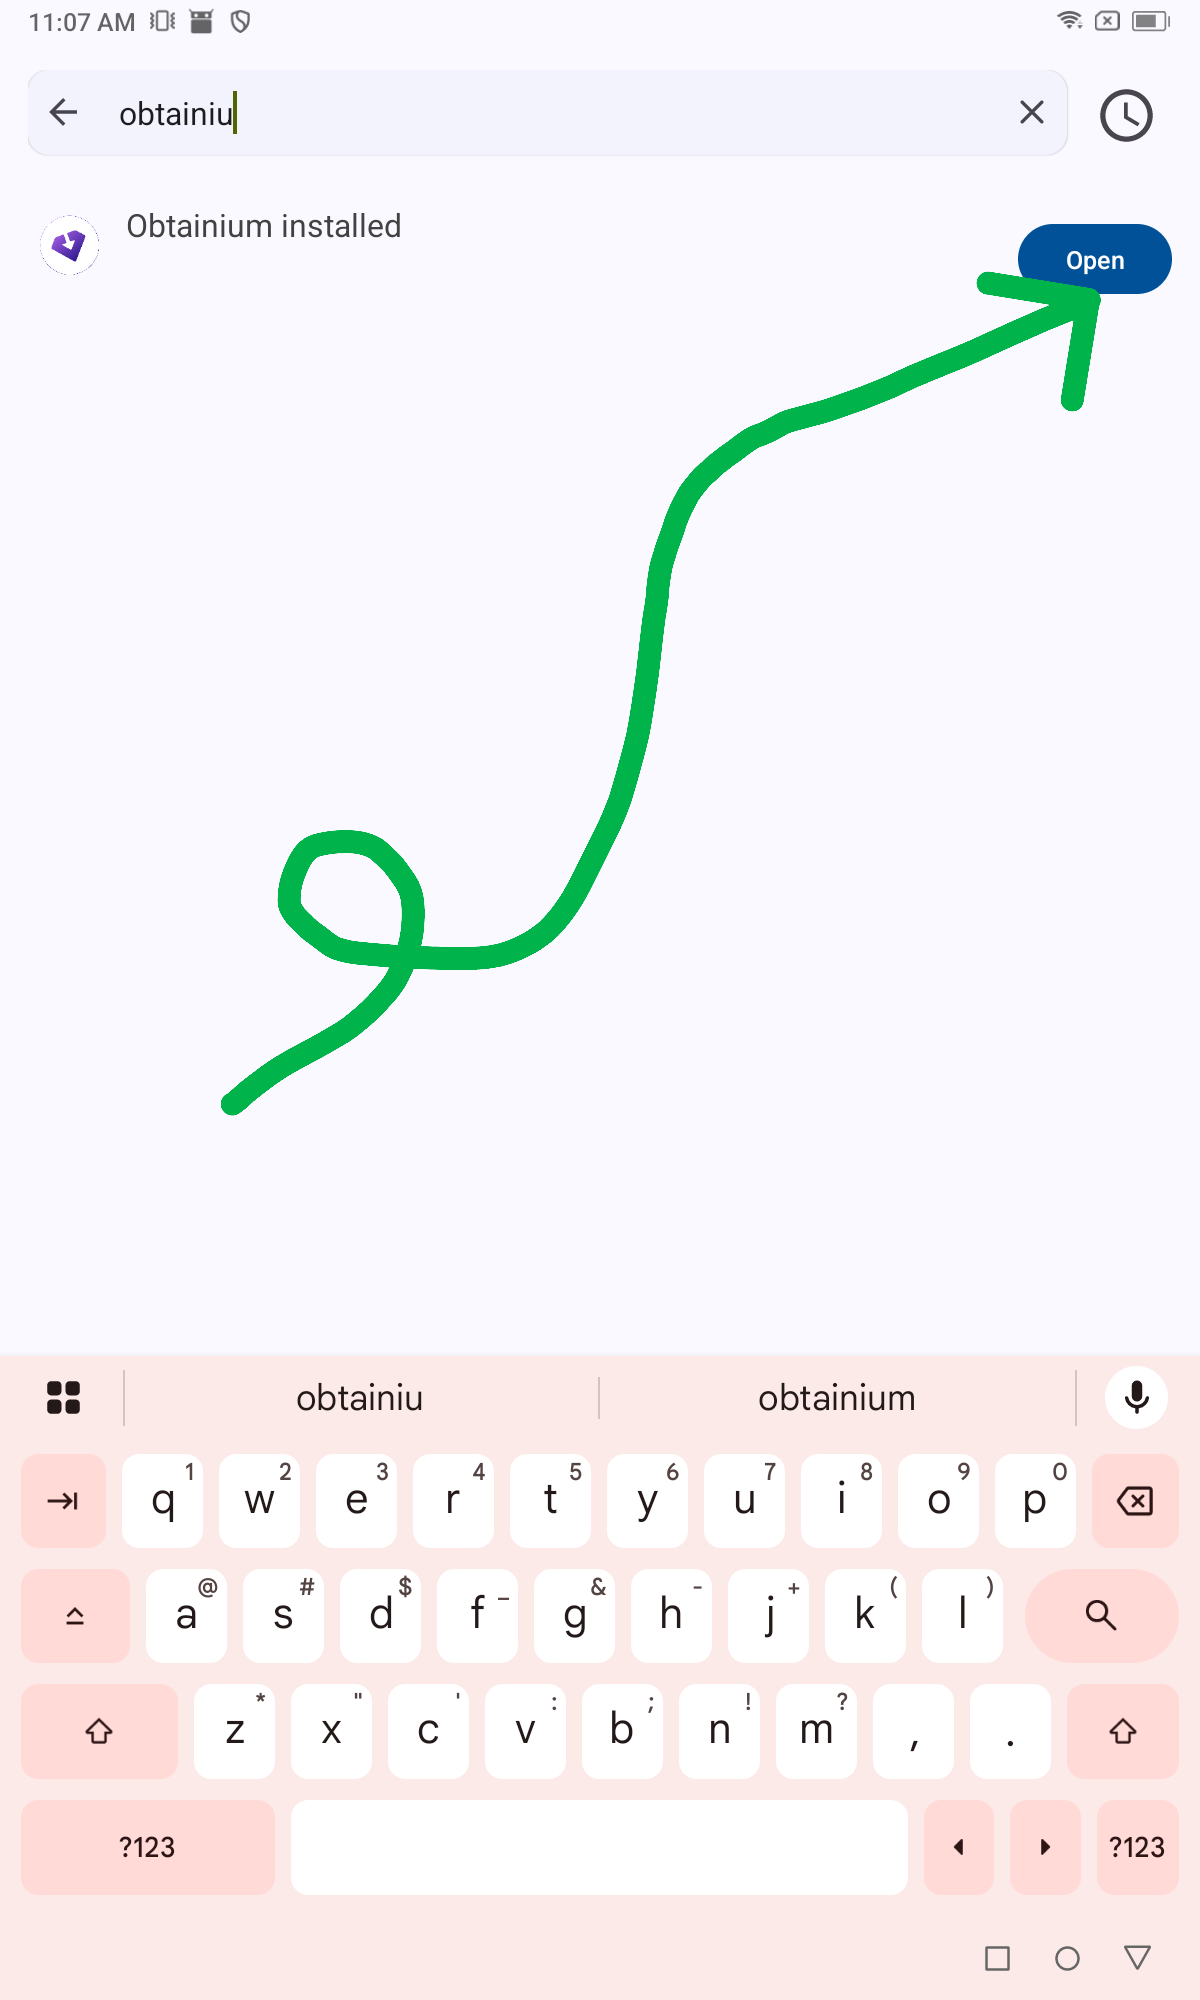 11:07 AM
obtainiu
Obtainium installed
Open
obtainiu obtainium
q 1 w 2 e 3 r 4 t 5 y 6 u 7 i 8 o 9 p 0
a @ s # d $ f _ g & h - j + k ( l )
z * x " c ' v : b ; n ! m ? , .
?123 ?123